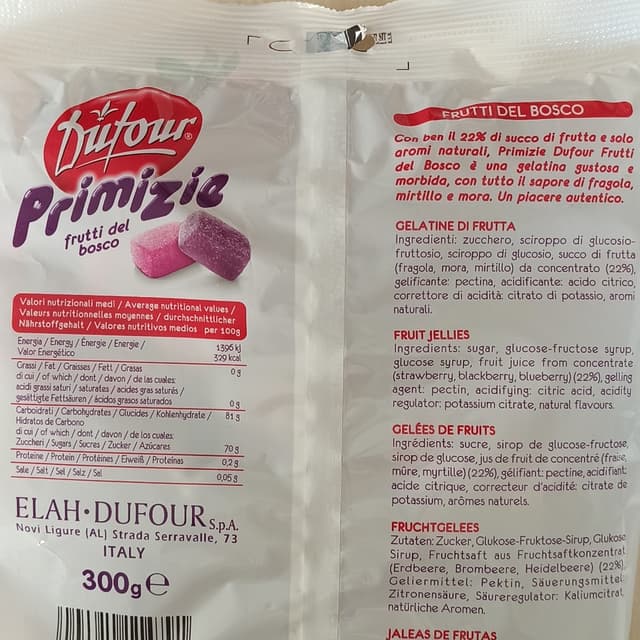 Dufour®
Primizie
frutti del
bosco
Valori nutrizionali medi / Average nutritional values /
Valeurs nutritionnelles moyennes / durchschnittlicher
Nährstoffgehalt / Valores nutritivos medios per 100g
Energia / Energy / Énergie / Energie / 1396 kj
Valor Energético 329 kcal
Grassi / Fat / Graisses / Fett / Grasas 0 g
di cui / of which / dont / davon / de las cuales:
acidi grassi saturi / saturates / acides gras saturés /
gesättigte Fettsäuren / ácidos grasos saturados 0 g
Carboidrati / Carbohydrates / Glucides / Kohlenhydrate / 81 g
Hidratos de Carbono
di cui / of which / dont / davon / de los cuales:
Zuccheri / Sugars / Sucres / Zucker / Azúcares 70 g
Proteine / Protein / Protéines / Eiweiß / Proteínas 0,2 g
Sale / Salt / Sel / Salz / Sal 0,05 g
ELAH•DUFOUR S.p.A.
Novi Ligure (AL) Strada Serravalle, 73
ITALY
300g e
FRUTTI DEL BOSCO
Con ben il 22% di succo di frutta e solo
aromi naturali, Primizie Dufour Frutti
del Bosco è una gelatina gustosa e
morbida, con tutto il sapore di fragola,
mirtillo e mora. Un piacere autentico.
GELATINE DI FRUTTA
Ingredienti: zucchero, sciroppo di glucosio-
fruttosio, sciroppo di glucosio, succo di frutta
(fragola, mora, mirtillo) da concentrato (22%),
gelificante: pectina, acidificante: acido citrico,
correttore di acidità: citrato di potassio, aromi
naturali.
FRUIT JELLIES
Ingredients: sugar, glucose-fructose syrup,
glucose syrup, fruit juice from concentrate
(strawberry, blackberry, blueberry) (22%), gelling
agent: pectin, acidifying: citric acid, acidity
regulator: potassium citrate, natural flavours.
GELÉES DE FRUITS
Ingrédients: sucre, sirop de glucose-fructose,
sirop de glucose, jus de fruit de concentré (fraise,
mûre, myrtille) (22%), gélifiant: pectine, acidifiant:
acide citrique, correcteur d'acidité: citrate de
potassium, arômes naturels.
FRUCHTGELEES
Zutaten: Zucker, Glukose-Fruktose-Sirup, Glukose
Sirup, Fruchtsaft aus Fruchtsaftkonzentrat
(Erdbeere, Brombeere, Heidelbeere) (22%),
Geliermittel: Pektin, Säuerungsmittel:
Zitronensäure, Säureregulator: Kaliumcitrat,
natürliche Aromen.
JALEAS DE FRUTAS